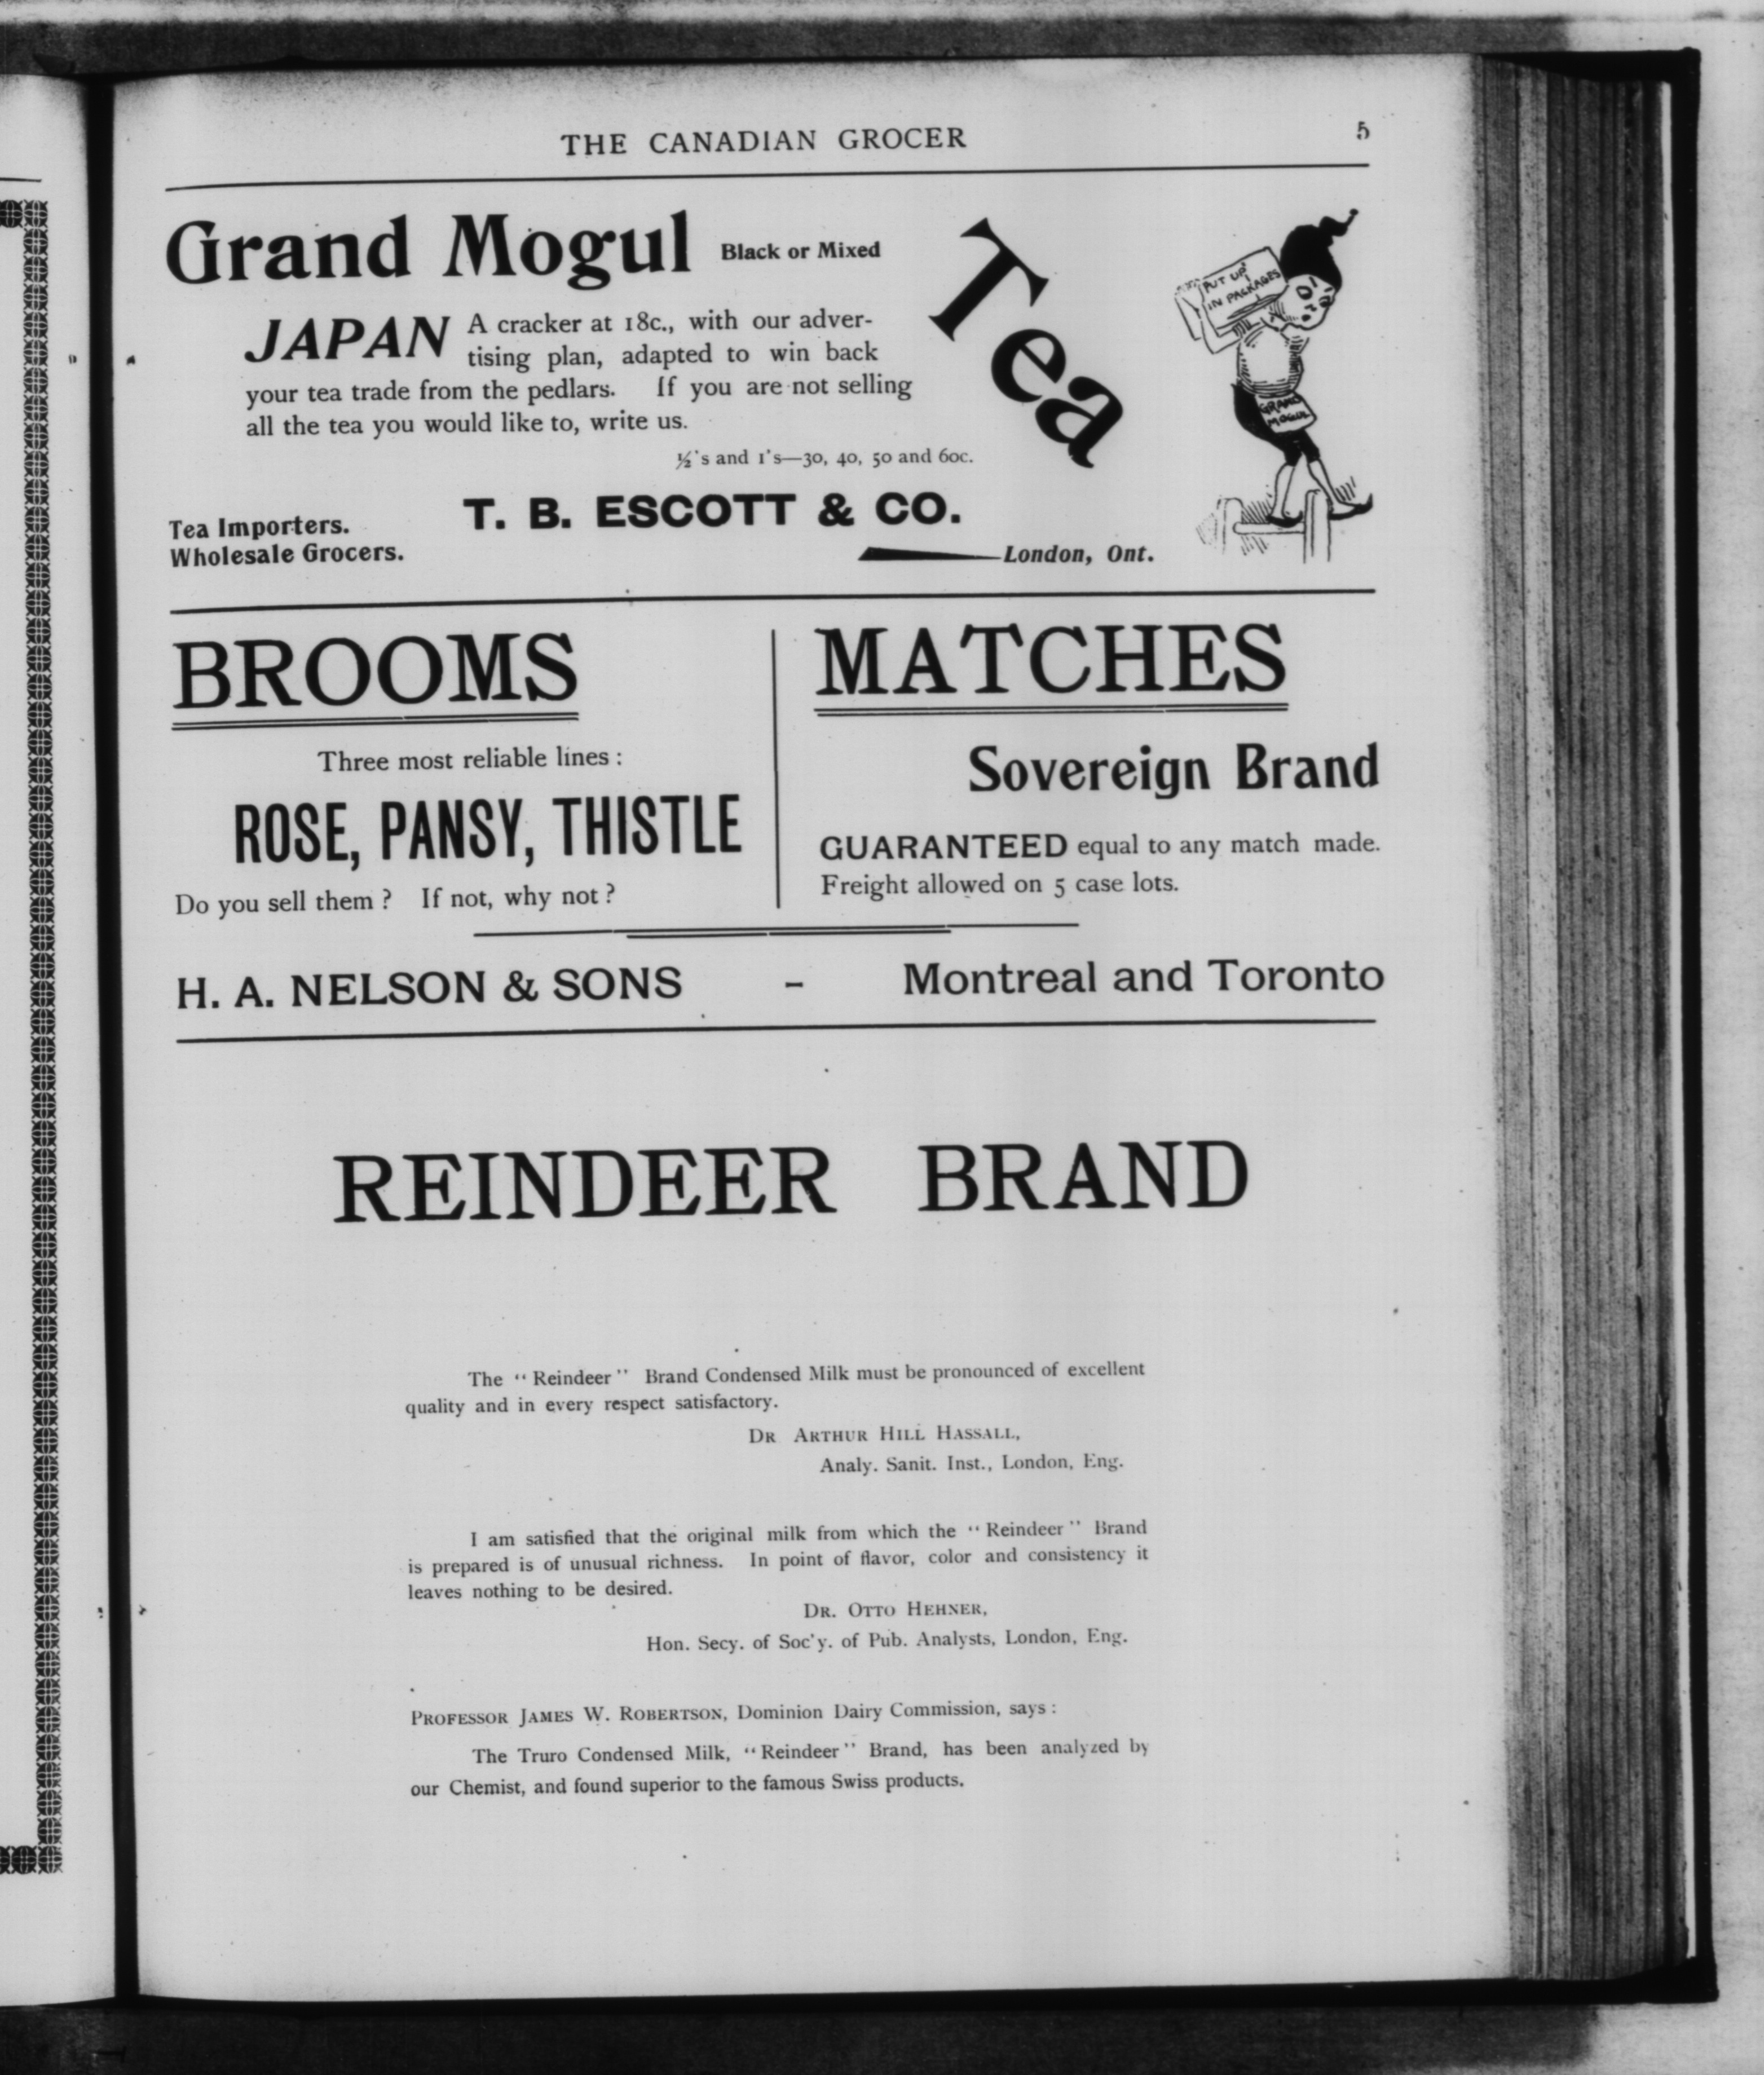 THE CANADIAN GROCER 5
Grand Mogul Black or Mixed Tea
JAPAN A cracker at 18c., with our adver-
tising plan, adapted to win back
your tea trade from the pedlars. If you are not selling
all the tea you would like to, write us.
½'s and 1's—30, 40, 50 and 60c.
PUT UP
IN PACKAGES
GRAND
MOGUL
T. B. ESCOTT & CO.
Tea Importers.
Wholesale Grocers.
London, Ont.
BROOMS
Three most reliable lines :
ROSE, PANSY, THISTLE
Do you sell them ? If not, why not ?
MATCHES
Sovereign Brand
GUARANTEED equal to any match made.
Freight allowed on 5 case lots.
H. A. NELSON & SONS - Montreal and Toronto
REINDEER BRAND
The "Reindeer" Brand Condensed Milk must be pronounced of excellent
quality and in every respect satisfactory.
DR ARTHUR HILL HASSALL,
Analy. Sanit. Inst., London, Eng.
I am satisfied that the original milk from which the "Reindeer" Brand
is prepared is of unusual richness. In point of flavor, color and consistency it
leaves nothing to be desired.
DR. OTTO HEHNER,
Hon. Secy. of Soc'y. of Pub. Analysts, London, Eng.
PROFESSOR JAMES W. ROBERTSON, Dominion Dairy Commission, says :
The Truro Condensed Milk, "Reindeer" Brand, has been analyzed by
our Chemist, and found superior to the famous Swiss products.